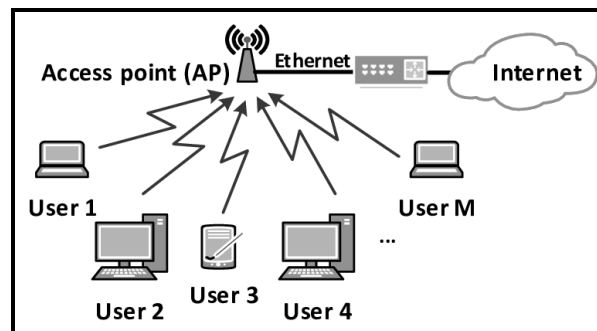 Ethernet
Access point (AP)
Internet
User 1
User M
...
User 2
User 3
User 4